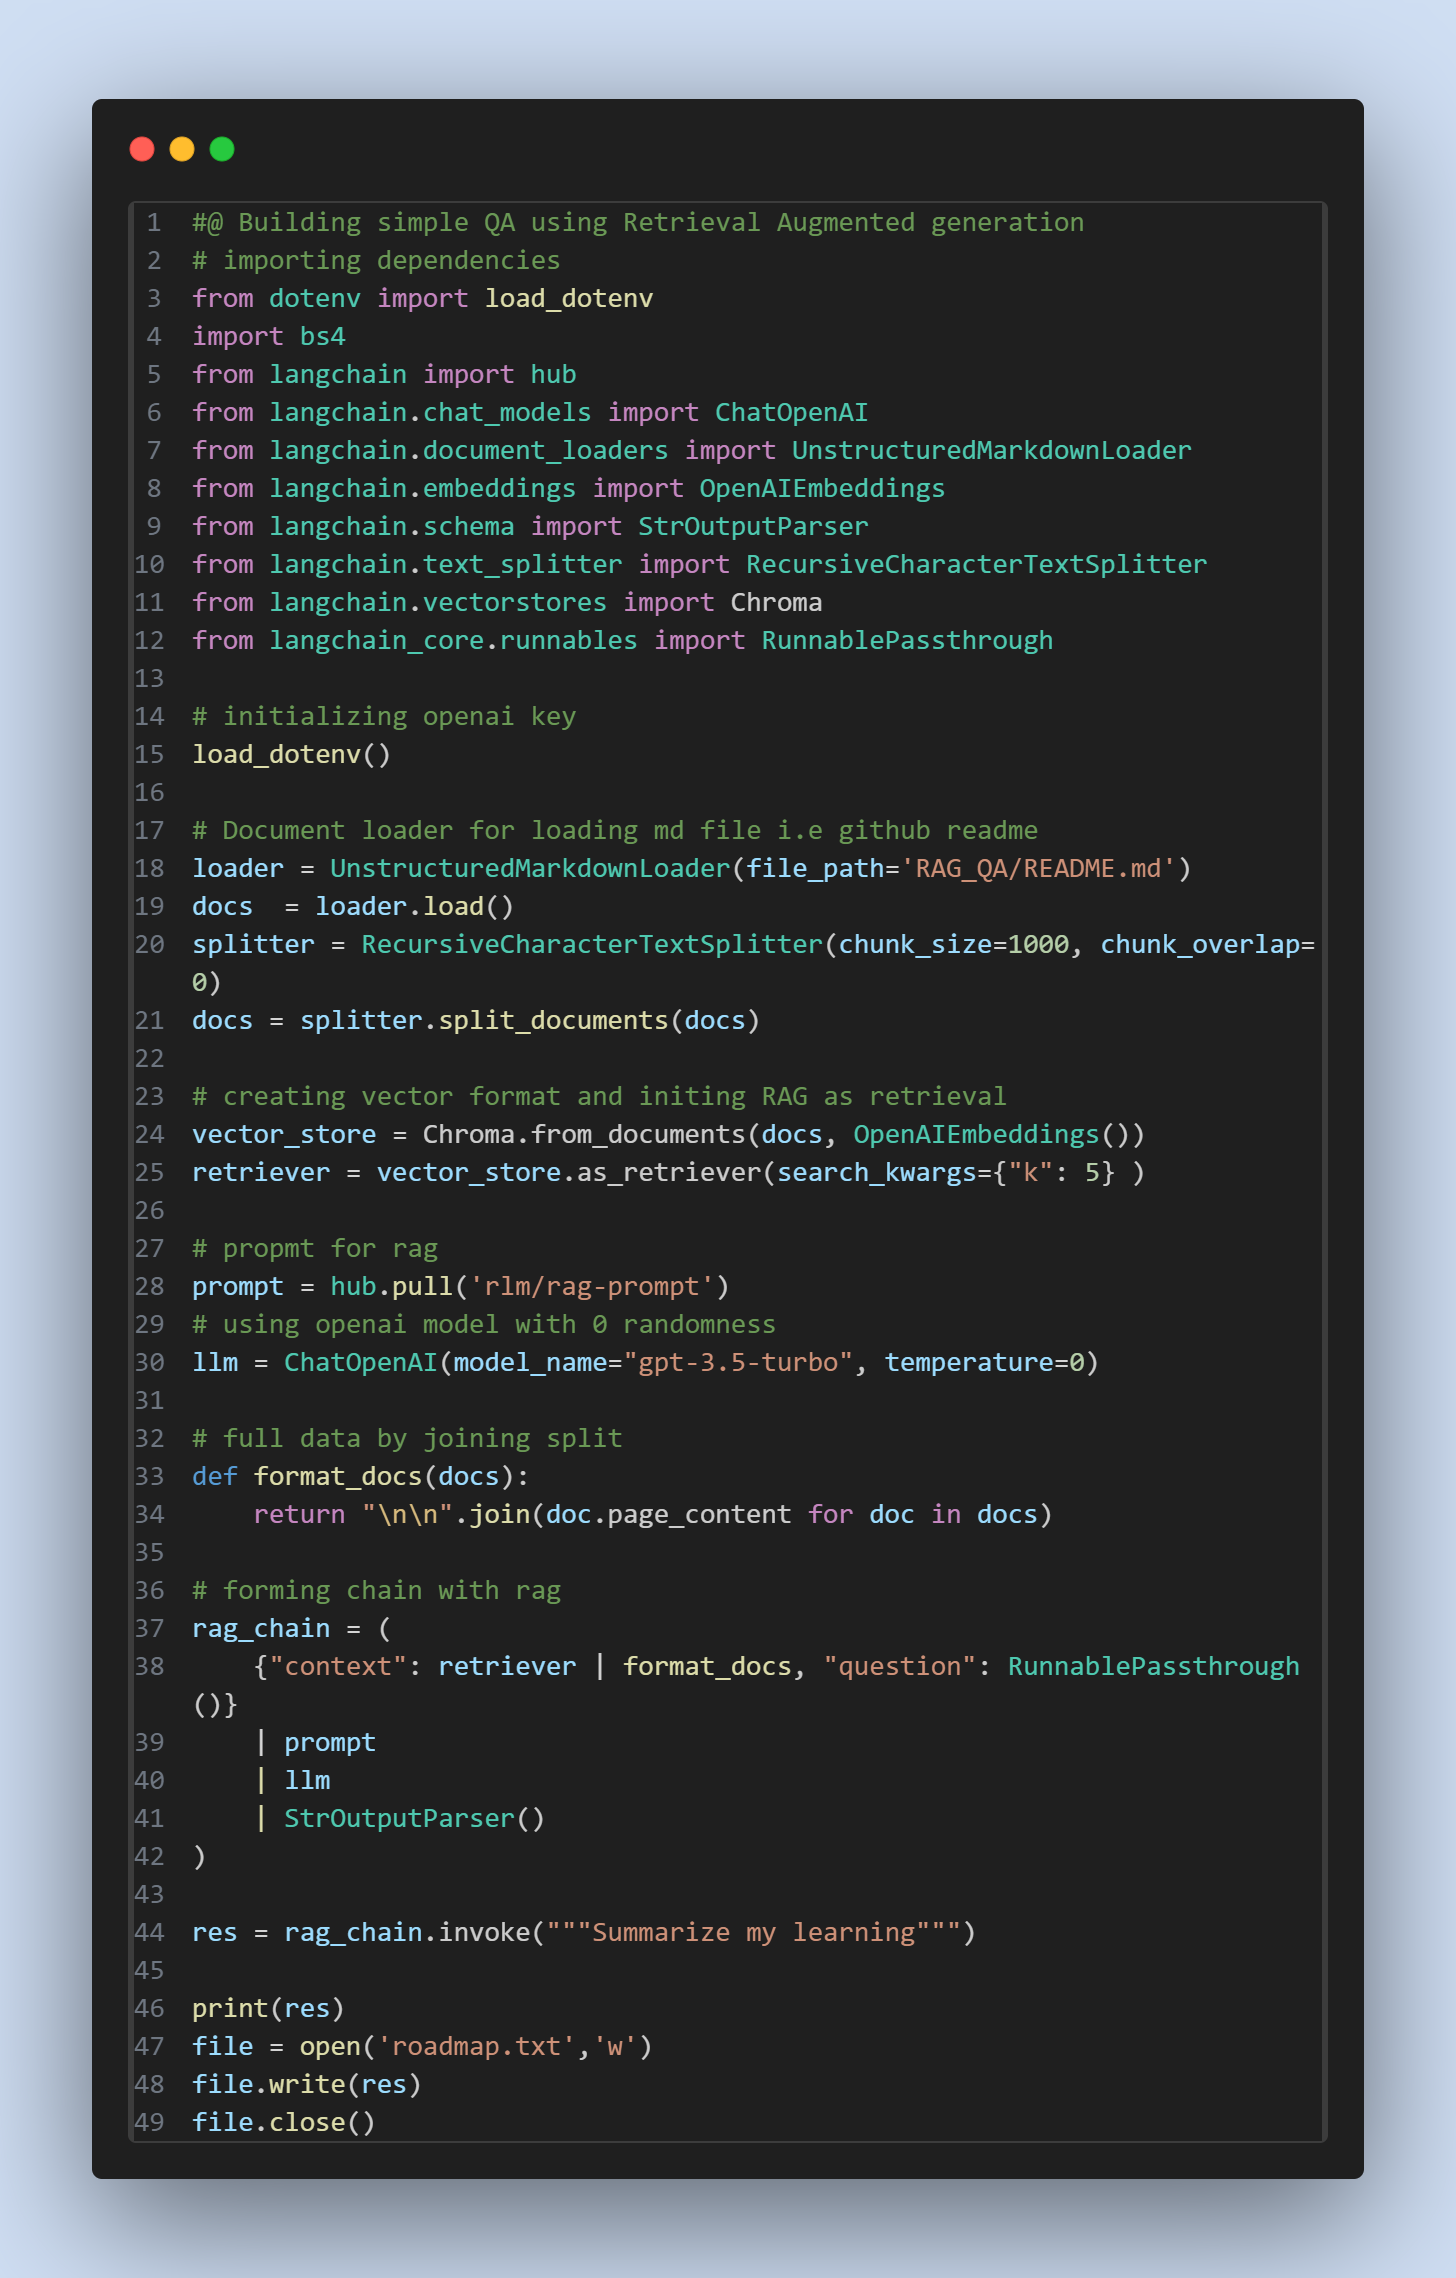 1 #@ Building simple QA using Retrieval Augmented generation
2 # importing dependencies
3 from dotenv import load_dotenv
4 import bs4
5 from langchain import hub
6 from langchain.chat_models import ChatOpenAI
7 from langchain.document_loaders import UnstructuredMarkdownLoader
8 from langchain.embeddings import OpenAIEmbeddings
9 from langchain.schema import StrOutputParser
10 from langchain.text_splitter import RecursiveCharacterTextSplitter
11 from langchain.vectorstores import Chroma
12 from langchain_core.runnables import RunnablePassthrough
13
14 # initializing openai key
15 load_dotenv()
16
17 # Document loader for loading md file i.e github readme
18 loader = UnstructuredMarkdownLoader(file_path='RAG_QA/README.md')
19 docs  = loader.load()
20 splitter = RecursiveCharacterTextSplitter(chunk_size=1000, chunk_overlap=
0)
21 docs = splitter.split_documents(docs)
22
23 # creating vector format and initing RAG as retrieval
24 vector_store = Chroma.from_documents(docs, OpenAIEmbeddings())
25 retriever = vector_store.as_retriever(search_kwargs={"k": 5} )
26
27 # propmt for rag
28 prompt = hub.pull('rlm/rag-prompt')
29 # using openai model with 0 randomness
30 llm = ChatOpenAI(model_name="gpt-3.5-turbo", temperature=0)
31
32 # full data by joining split
33 def format_docs(docs):
34     return "\n\n".join(doc.page_content for doc in docs)
35
36 # forming chain with rag
37 rag_chain = (
38     {"context": retriever | format_docs, "question": RunnablePassthrough
()}
39     | prompt
40     | llm
41     | StrOutputParser()
42 )
43
44 res = rag_chain.invoke("""Summarize my learning""")
45
46 print(res)
47 file = open('roadmap.txt','w')
48 file.write(res)
49 file.close()